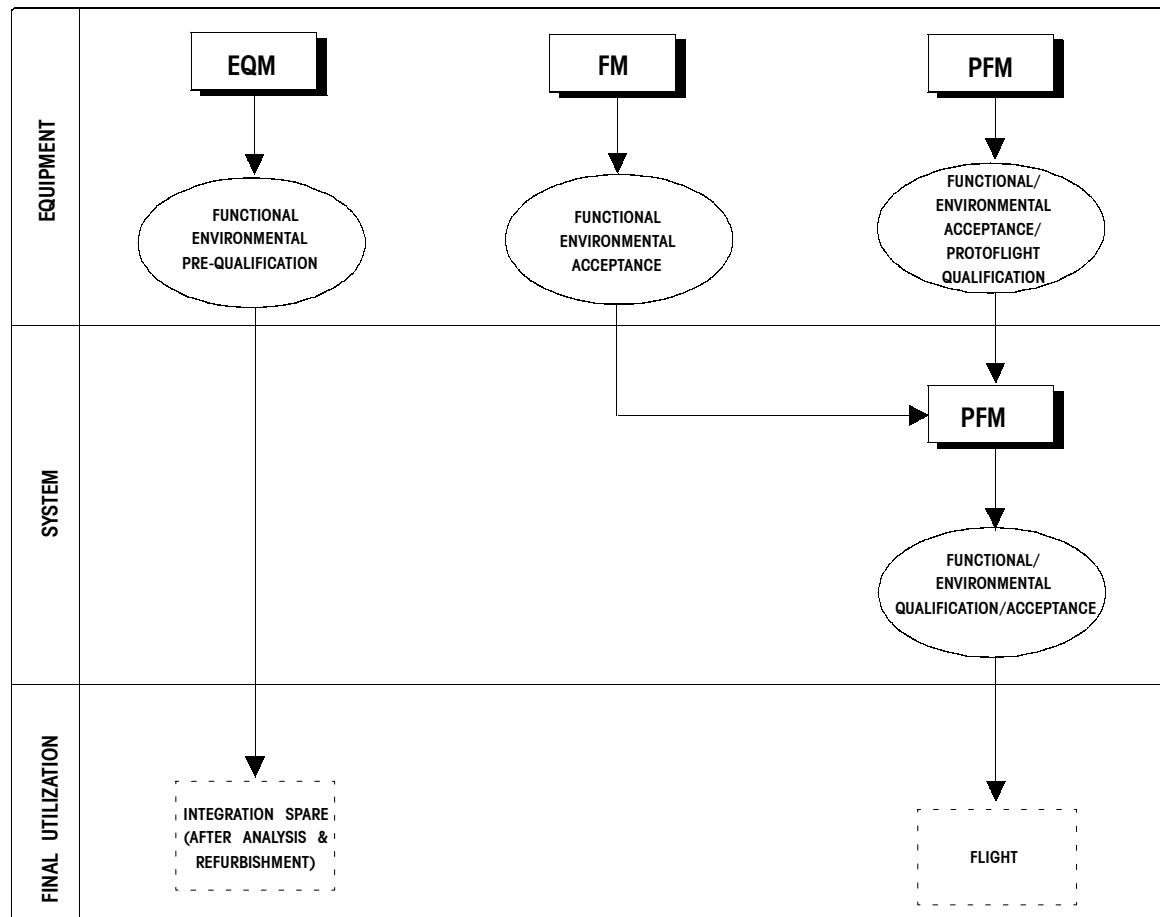 EQUIPMENT
EQM
FM
PFM
FUNCTIONAL
ENVIRONMENTAL
PRE-QUALIFICATION
FUNCTIONAL
ENVIRONMENTAL
ACCEPTANCE
FUNCTIONAL/
ENVIRONMENTAL
ACCEPTANCE/
PROTOFLIGHT
QUALIFICATION
SYSTEM
PFM
FUNCTIONAL/
ENVIRONMENTAL
QUALIFICATION/ACCEPTANCE
FINAL UTILIZATION
INTEGRATION SPARE
(AFTER ANALYSIS &
REFURBISHMENT)
FLIGHT